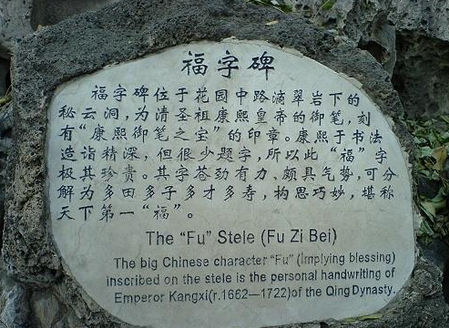 福字碑
福字碑位于花园中路滴翠岩下的
秘云洞，为清圣祖康熙皇帝的御笔，刻
有“康熙御笔之宝”的印章。康熙于书法
造诣精深，但很少题字，所以此“福”字
极其珍贵。其字苍劲有力、颇具气势，可分
解为多田多子多才多寿，构思巧妙，堪称
天下第一“福”。
The “Fu” Stele (Fu Zi Bei)
The big Chinese character “Fu” (Implying blessing)
inscribed on the stele is the personal handwriting of
Emperor Kangxi(r.1662—1722)of the Qing Dynasty.